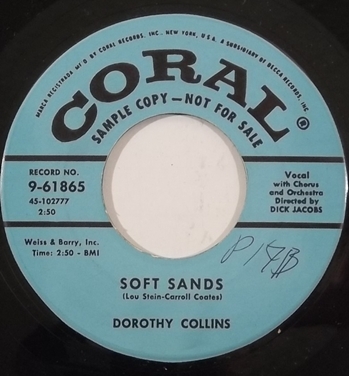 MARCA REGISTRADA MF'D BY CORAL RECORDS, INC., NEW YORK, U.S.A. A SUBSIDIARY OF DECCA RECORDS, INC.
CORAL®
SAMPLE COPY—NOT FOR SALE
RECORD NO.
9-61865
45-102777
2:50
Vocal
with Chorus
and Orchestra
Directed by
DICK JACOBS
Weiss & Barry, Inc.
Time: 2:50 - BMI
SOFT SANDS
(Lou Stein-Carroll Coates)
DOROTHY COLLINS